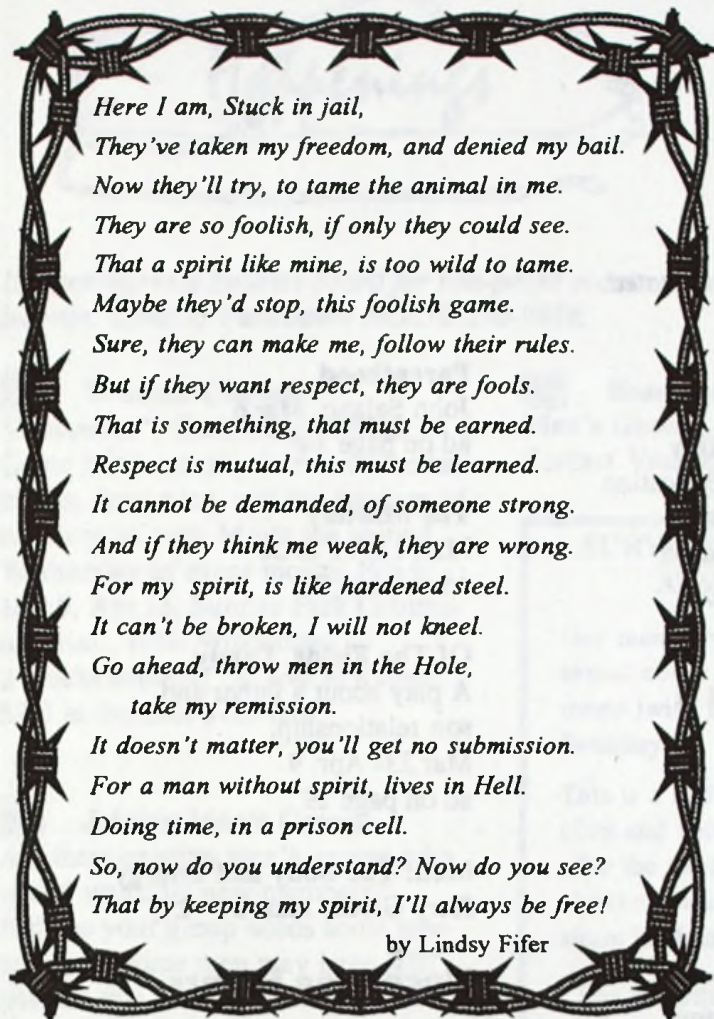 Here I am, Stuck in jail,
They've taken my freedom, and denied my bail.
Now they'll try, to tame the animal in me.
They are so foolish, if only they could see.
That a spirit like mine, is too wild to tame.
Maybe they'd stop, this foolish game.
Sure, they can make me, follow their rules.
But if they want respect, they are fools.
That is something, that must be earned.
Respect is mutual, this must be learned.
It cannot be demanded, of someone strong.
And if they think me weak, they are wrong.
For my spirit, is like hardened steel.
It can't be broken, I will not kneel.
Go ahead, throw men in the Hole,
take my remission.
It doesn't matter, you'll get no submission.
For a man without spirit, lives in Hell.
Doing time, in a prison cell.
So, now do you understand? Now do you see?
That by keeping my spirit, I'll always be free!
by Lindsy Fifer